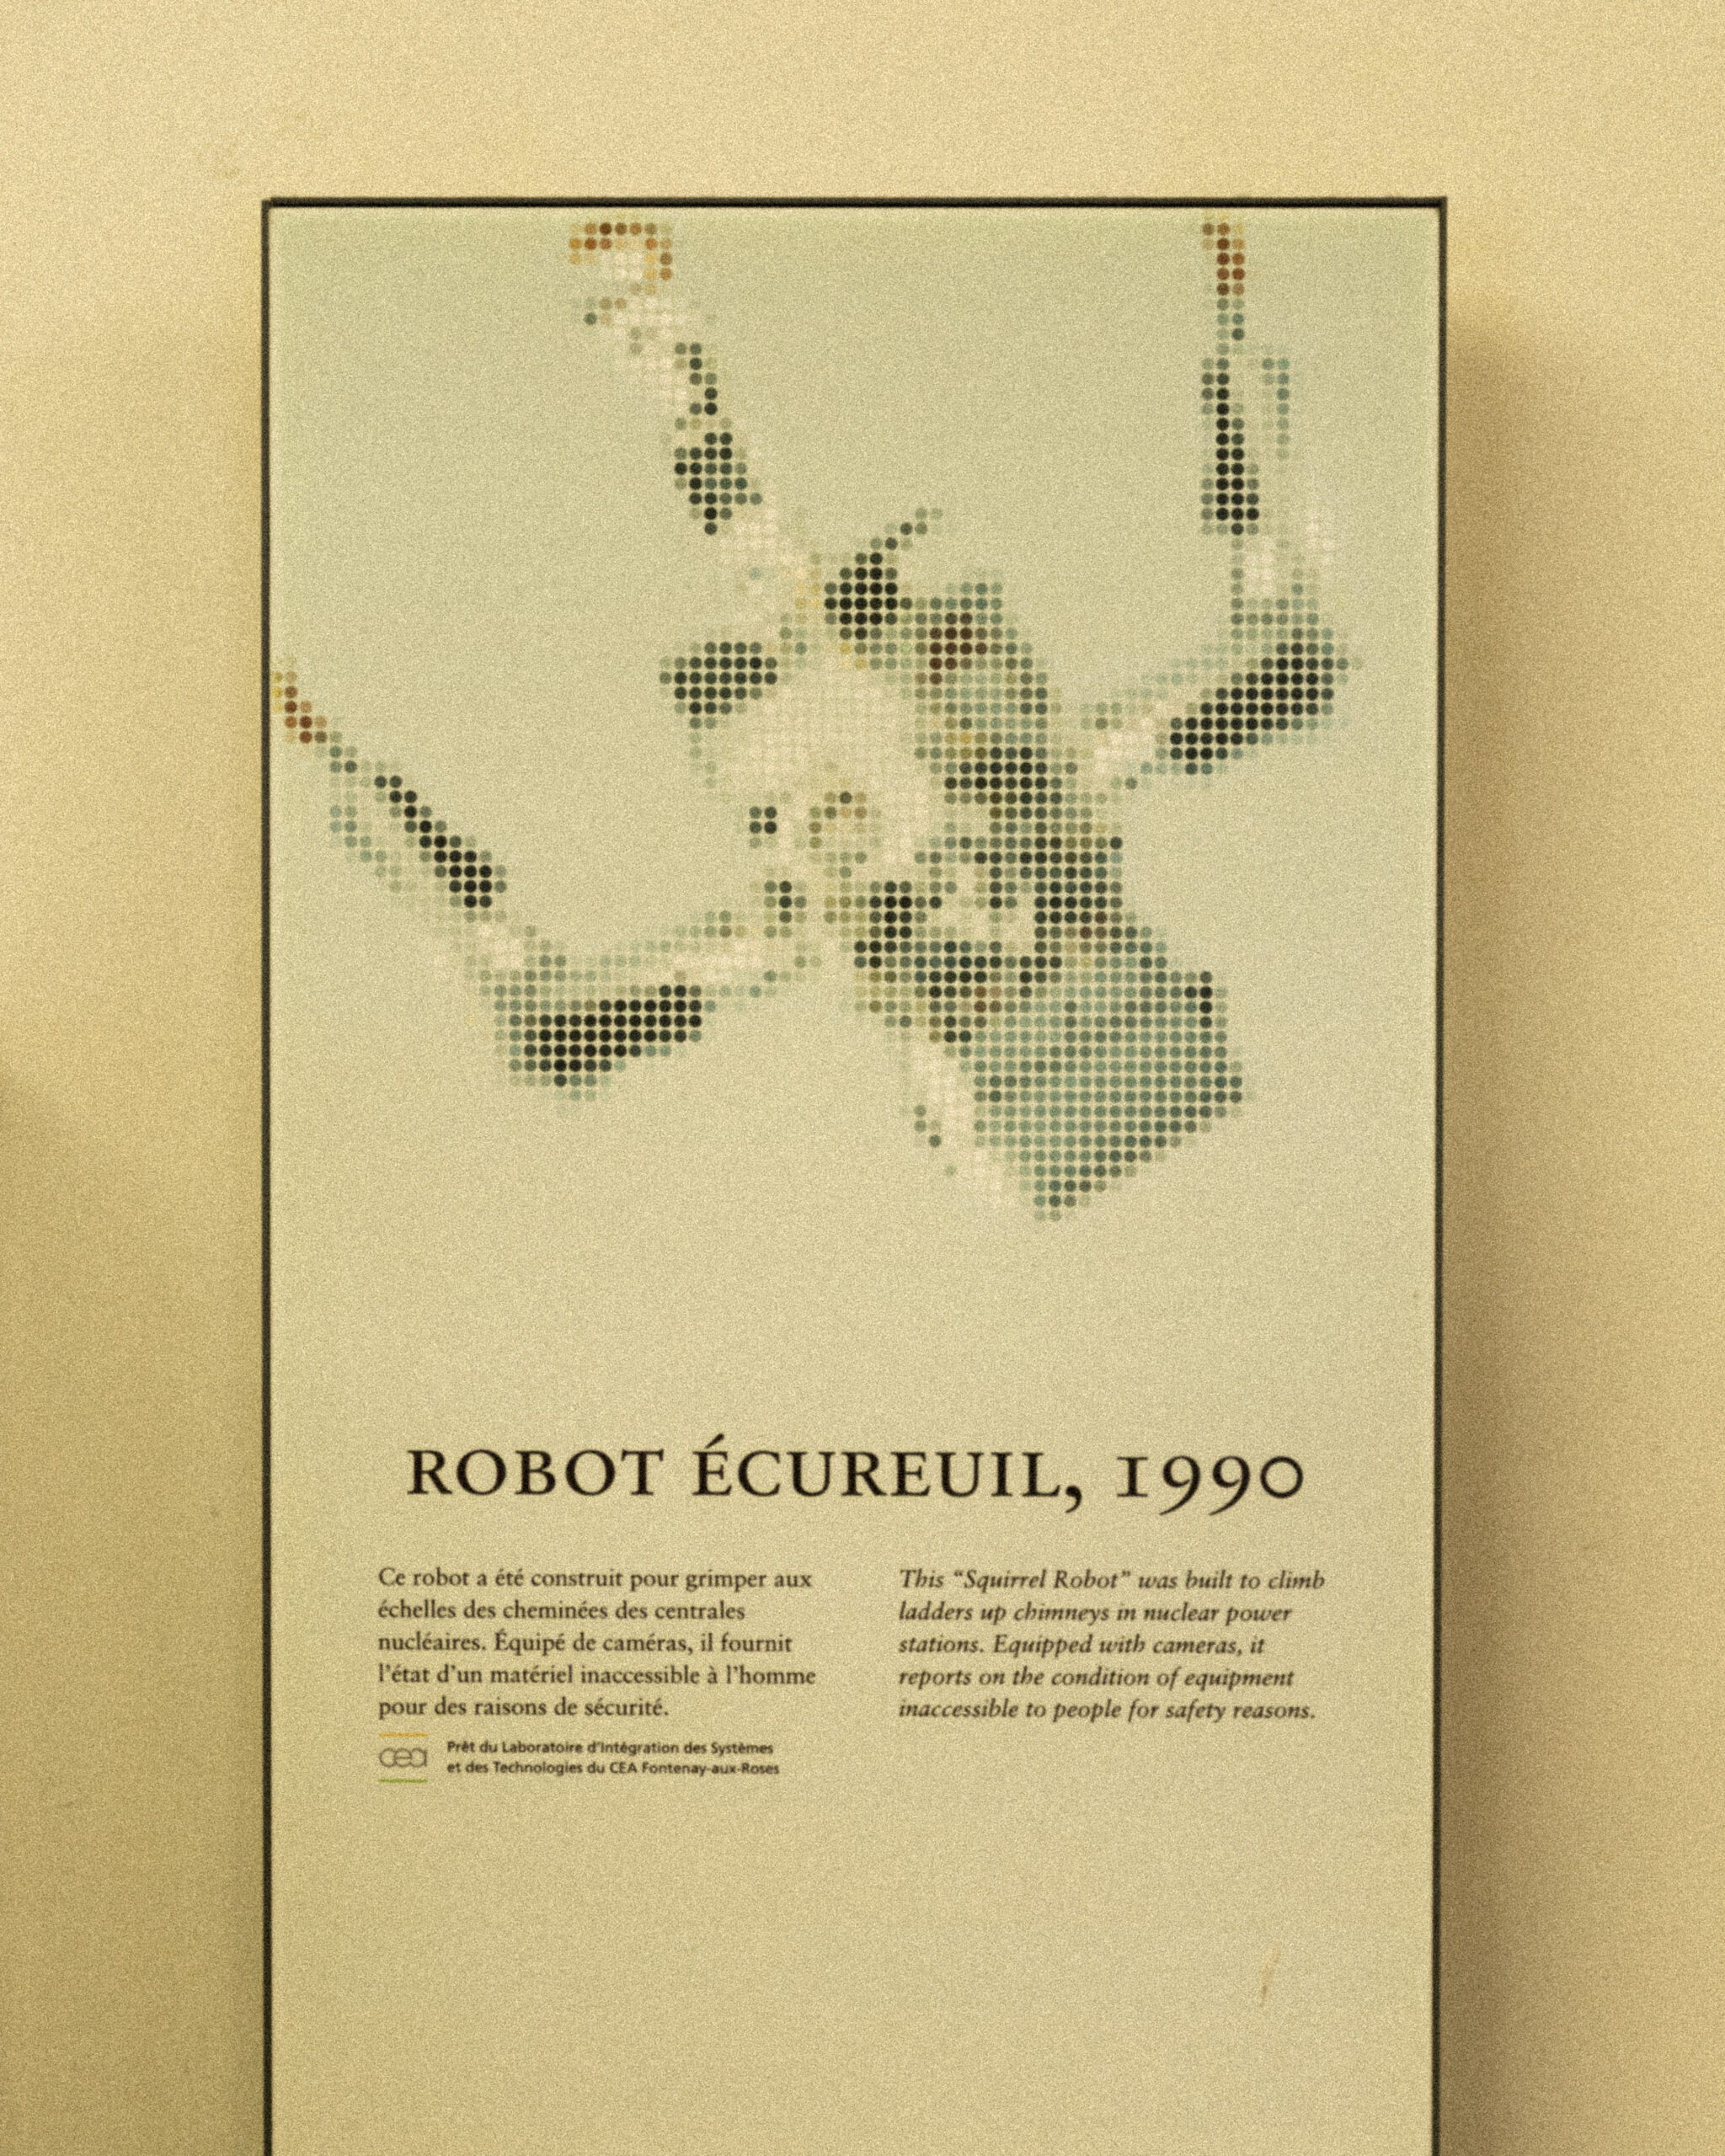 ROBOT ÉCUREUIL, 1990
Ce robot a été construit pour grimper aux
échelles des cheminées des centrales
nucléaires. Équipé de caméras, il fournit
l'état d'un matériel inaccessible à l'homme
pour des raisons de sécurité.
cea
Prêt du Laboratoire d'Intégration des Systèmes
et des Technologies du CEA Fontenay-aux-Roses
This “Squirrel Robot” was built to climb
ladders up chimneys in nuclear power
stations. Equipped with cameras, it
reports on the condition of equipment
inaccessible to people for safety reasons.